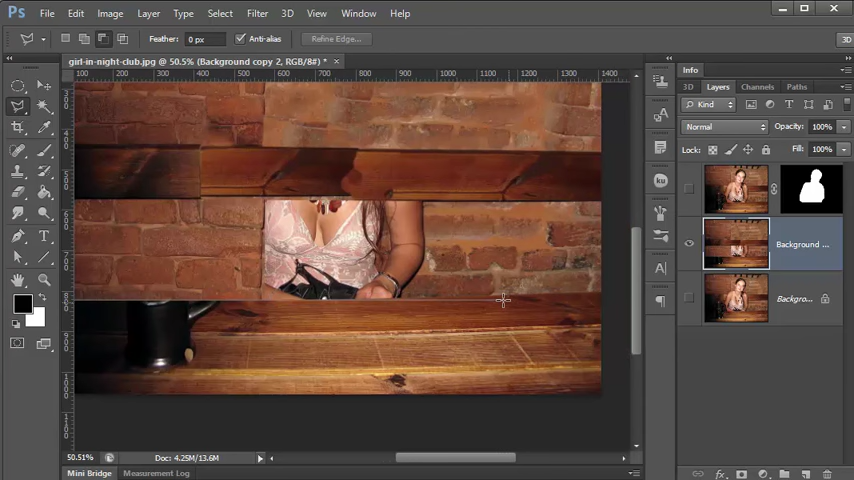 Ps File Edit Image Layer Type Select Filter 3D View Window Help
Feather: 0 px Anti-alias Refine Edge... 3D
girl-in-night-club.jpg @ 50.5% (Background copy 2, RGB/8#) * ×
Info
100 200 300 400 500 600 700 800 900 1000 1100 1200 1300 1400
3D Layers Channels Paths
Kind
Normal Opacity: 100%
Lock: Fill: 100%
ku
Background ...
Backgro...
50.51% Doc: 4.25M/13.6M
Mini Bridge Measurement Log